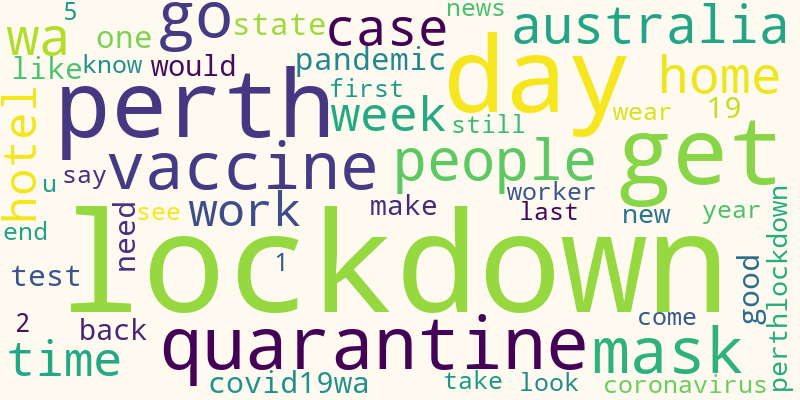 5
go
state
case
news
australia
wa
one
like
know
would
pandemic
day
home
hotel
perth
first
week
still
wear
19
get
u
say
vaccine
people
worker
see
work
make
last
new
year
end
need
lockdown
1
test
good
perthlockdown
2
back
quarantine
come
mask
time
covid19wa
take
look
coronavirus